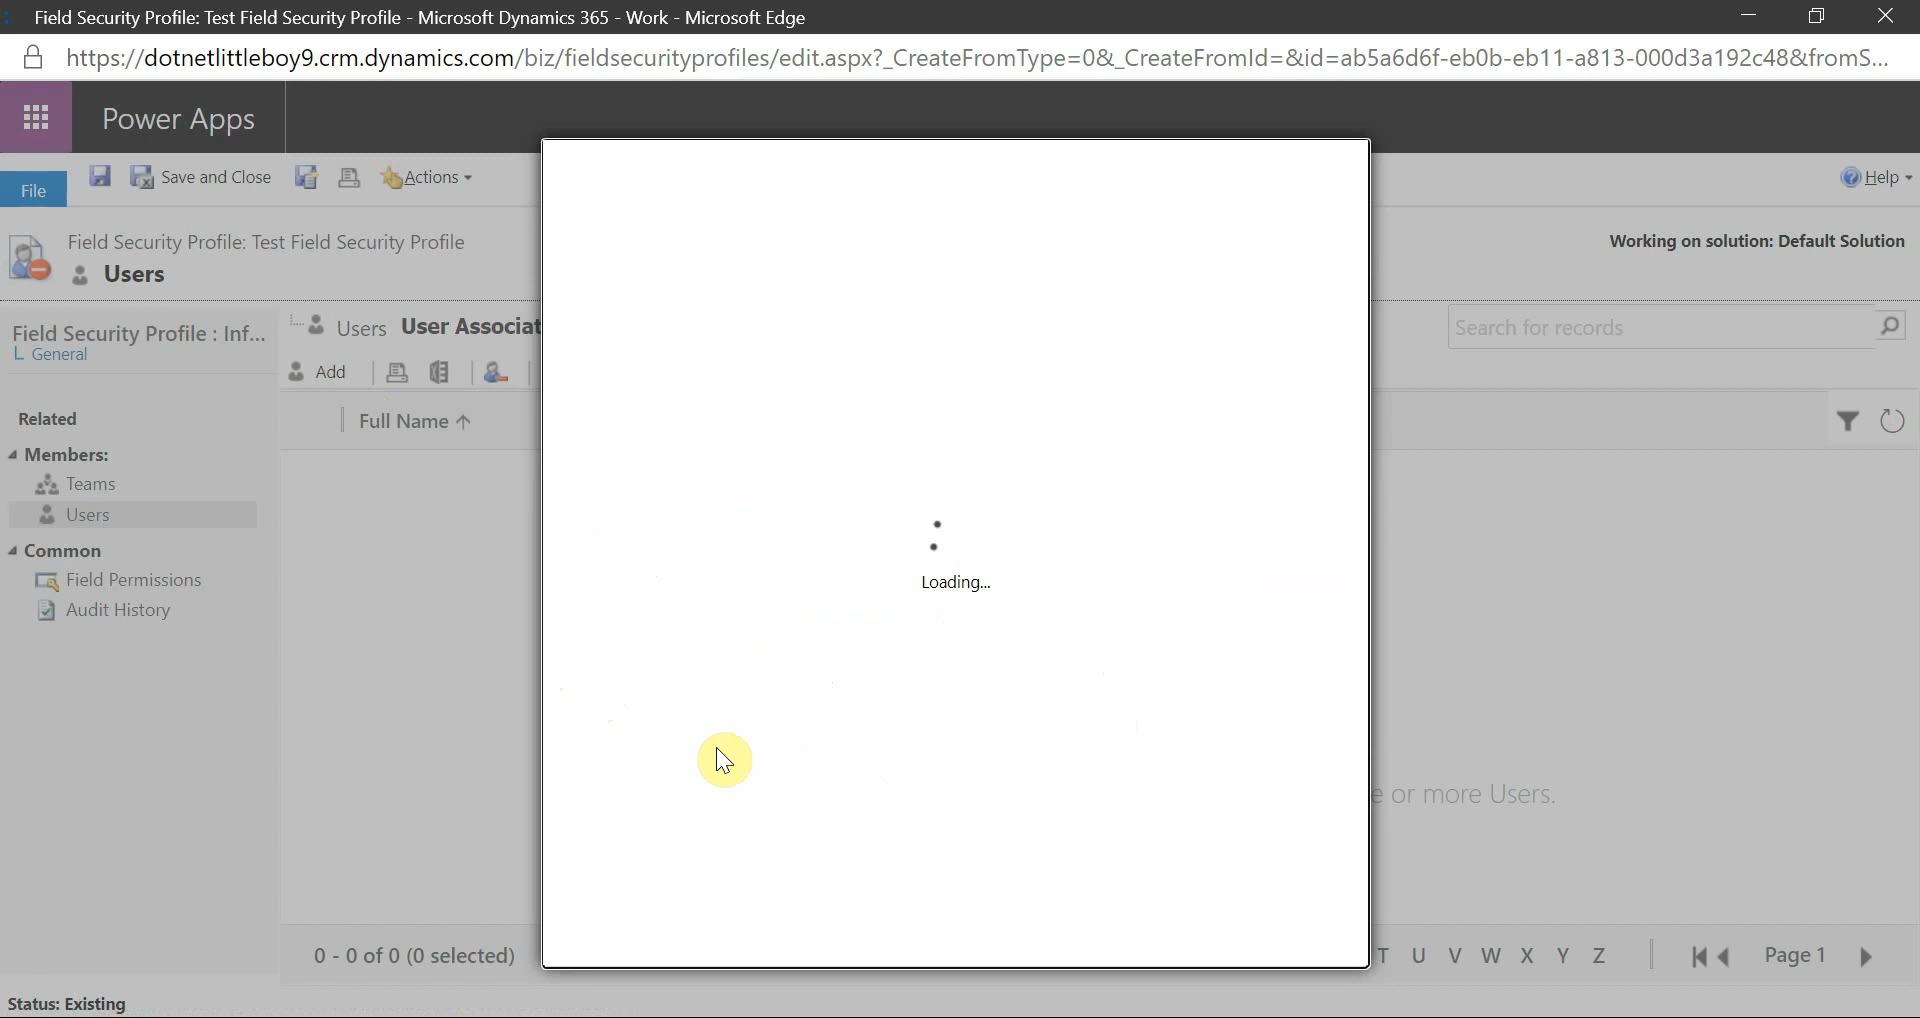 Field Security Profile: Test Field Security Profile - Microsoft Dynamics 365 - Work - Microsoft Edge
https://dotnetlittleboy9.crm.dynamics.com/biz/fieldsecurityprofiles/edit.aspx?_CreateFromType=0&_CreateFromId=&id=ab5a6d6f-eb0b-eb11-a813-000d3a192c48&fromS...
Power Apps
File
Save and Close
Actions
Help
Field Security Profile: Test Field Security Profile
Users
Working on solution: Default Solution
Field Security Profile : Inf...
General
Users User Associat
Search for records
Add
Full Name
Related
Members:
Teams
Users
Common
Field Permissions
Audit History
Loading...
e or more Users.
0 - 0 of 0 (0 selected)
T U V W X Y Z
Page 1
Status: Existing